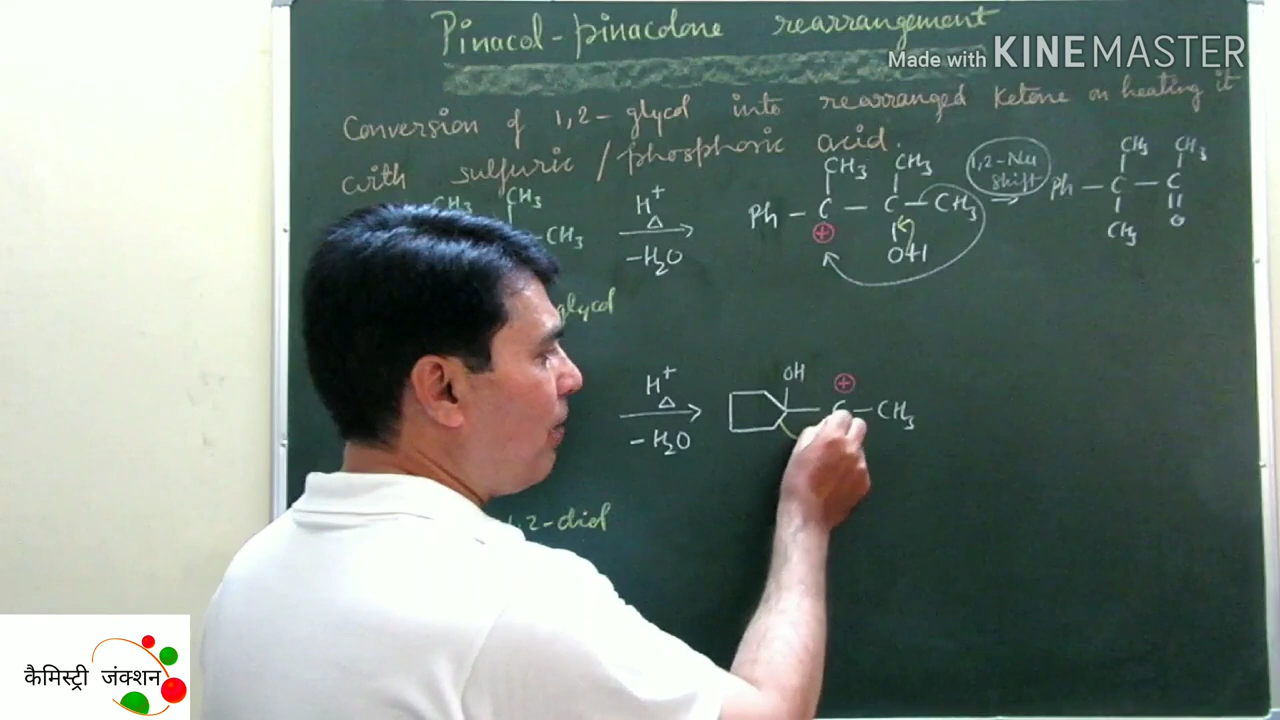 Pinacol-pinacolone rearrangement
Made with KINEMASTER
Conversion of 1,2-glycol into rearranged Ketone on heating it
with sulfuric / phosphoric acid.
CH3 CH3 CH3 CH3 CH3 CH3
H+ 1,2-Nu
△ shift
CH3 Ph – C — C – CH3 → Ph – C – C
-H2O ⊕ OH CH3 O
glycol
H+ OH ⊕
△ C – CH3
-H2O
1,2-diol
कैमिस्ट्री जंक्शन